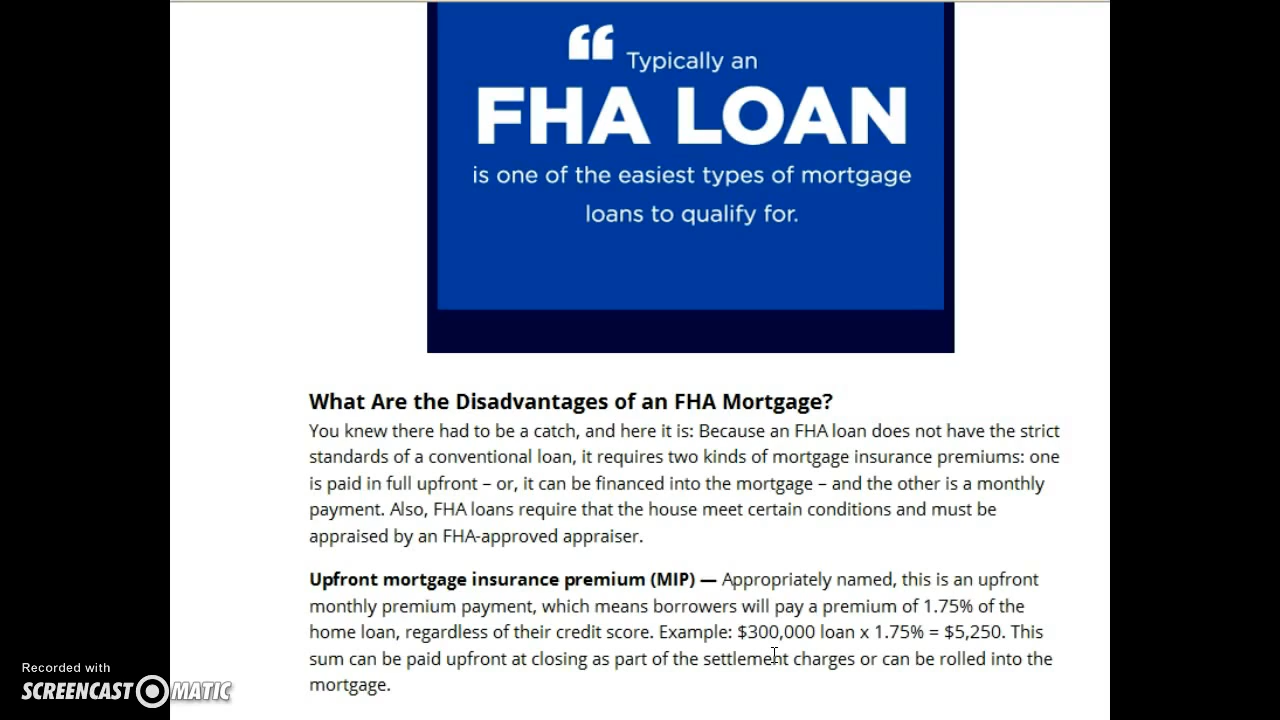 “ Typically an
FHA LOAN
is one of the easiest types of mortgage
loans to qualify for.
What Are the Disadvantages of an FHA Mortgage?
You knew there had to be a catch, and here it is: Because an FHA loan does not have the strict
standards of a conventional loan, it requires two kinds of mortgage insurance premiums: one
is paid in full upfront – or, it can be financed into the mortgage – and the other is a monthly
payment. Also, FHA loans require that the house meet certain conditions and must be
appraised by an FHA-approved appraiser.
Upfront mortgage insurance premium (MIP) — Appropriately named, this is an upfront
monthly premium payment, which means borrowers will pay a premium of 1.75% of the
home loan, regardless of their credit score. Example: $300,000 loan x 1.75% = $5,250. This
sum can be paid upfront at closing as part of the settlement charges or can be rolled into the
mortgage.
Recorded with
SCREENCAST MATIC